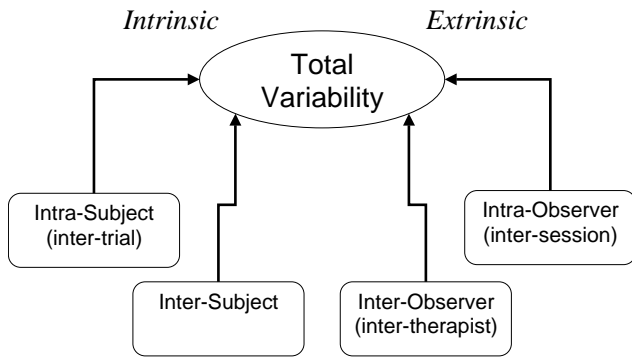 Intrinsic
Extrinsic
Total
Variability
Intra-Subject
(inter-trial)
Intra-Observer
(inter-session)
Inter-Subject
Inter-Observer
(inter-therapist)